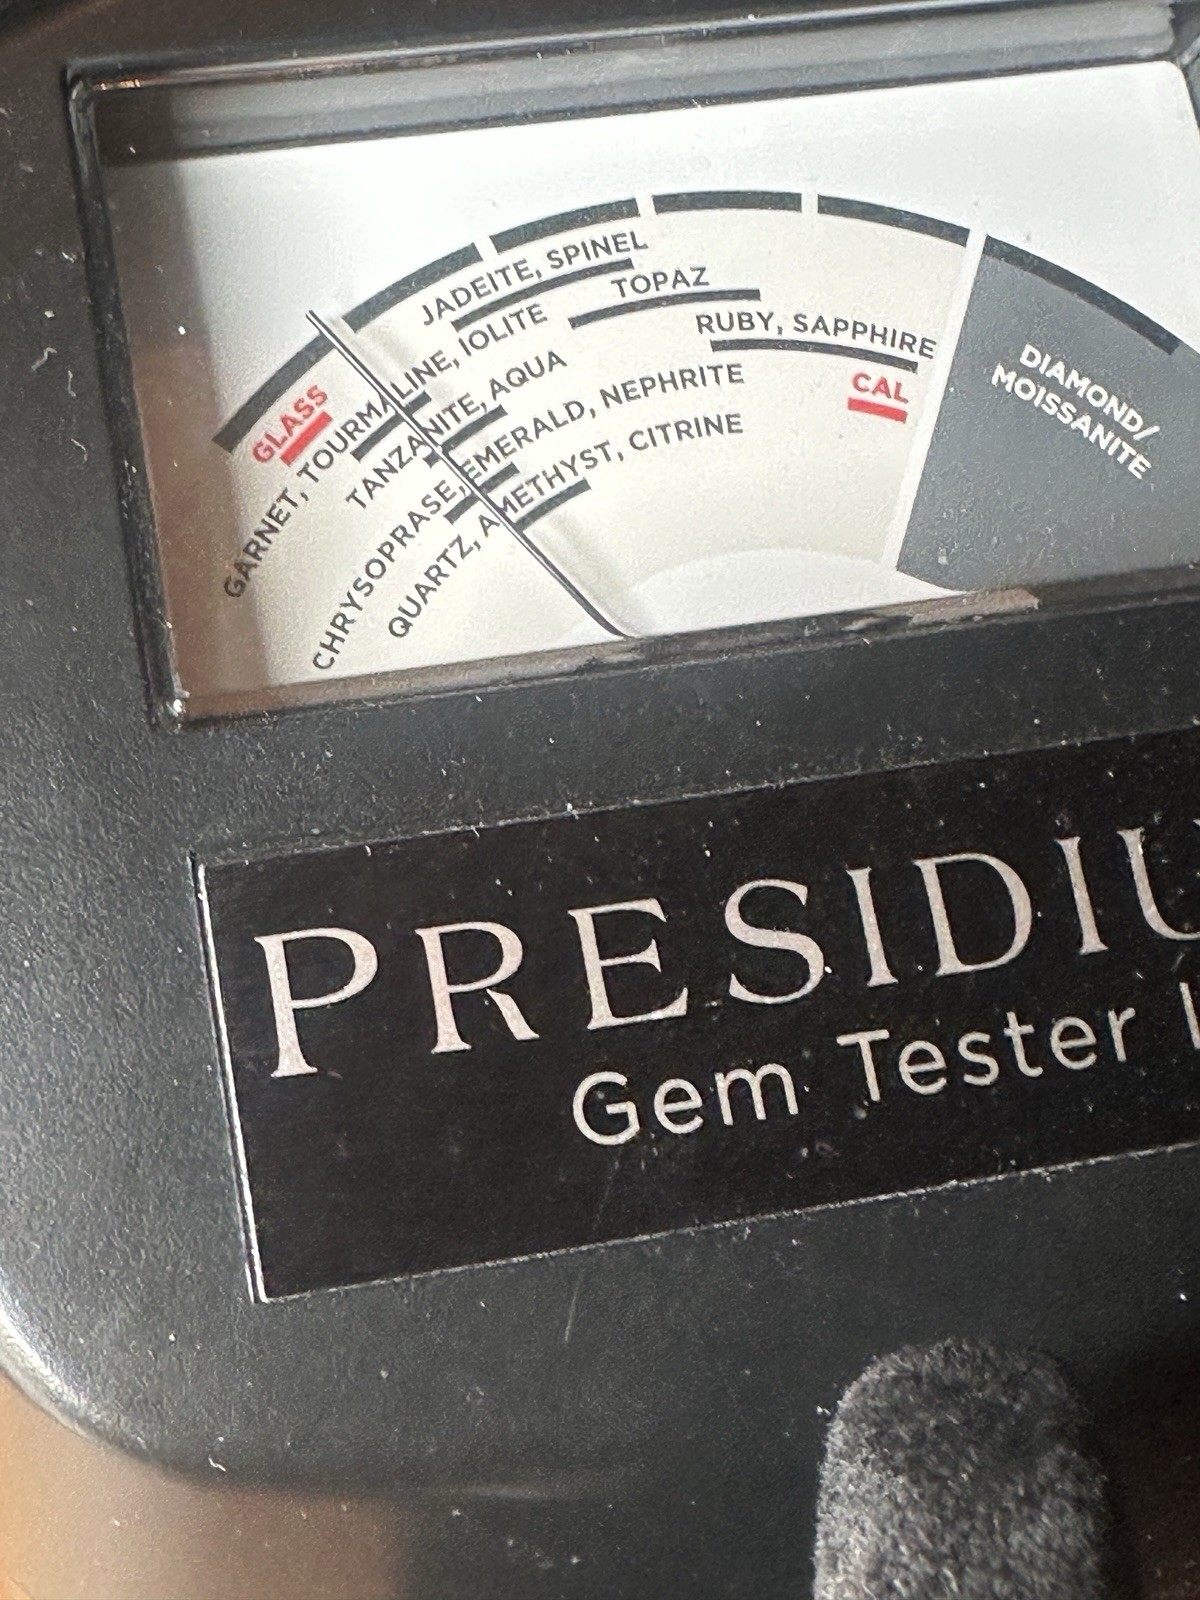 JADEITE, SPINEL
TOPAZ
RUBY, SAPPHIRE
CAL
DIAMOND/
MOISSANITE
GLASS
GARNET, TOURMALINE, IOLITE
TANZANITE, AQUA
CHRYSOPRASE, EMERALD, NEPHRITE
QUARTZ, AMETHYST, CITRINE
PRESIDIU
Gem Tester